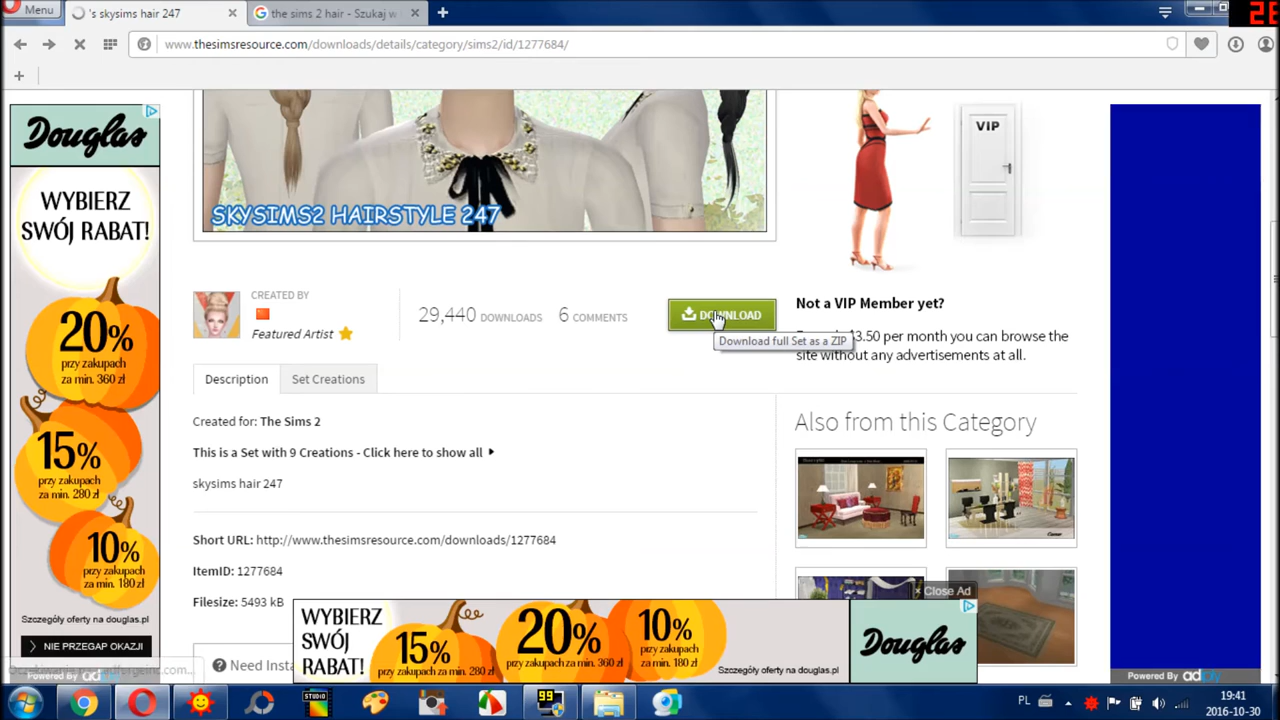 Menu
's skysims hair 247
the sims 2 hair - Szukaj w
www.thesimsresource.com/downloads/details/category/sims2/id/1277684/
Douglas
WYBIERZ
SWÓJ RABAT!
20%
przy zakupach
za min. 360 zł
15%
przy zakupach
za min. 280 zł
10%
przy zakupach
za min. 180 zł
Szczegóły oferty na douglas.pl
NIE PRZEGAP OKAZJI
Powered By
SKYSIMS2 HAIRSTYLE 247
VIP
CREATED BY
Featured Artist
29,440 DOWNLOADS
6 COMMENTS
DOWNLOAD
Download full Set as a ZIP
Not a VIP Member yet?
3.50 per month you can browse the
site without any advertisements at all.
Description
Set Creations
Created for: The Sims 2
This is a Set with 9 Creations - Click here to show all
skysims hair 247
Short URL: http://www.thesimsresource.com/downloads/1277684
ItemID: 1277684
Filesize: 5493 kB
Need
Also from this Category
Close Ad
WYBIERZ
SWÓJ
RABAT!
15%
przy zakupach
za min. 280 zł
20%
przy zakupach
za min. 360 zł
10%
przy zakupach
za min. 180 zł
Szczegóły oferty na douglas.pl
Douglas
Powered By
STUDIO
99
PL
19:41
2016-10-30